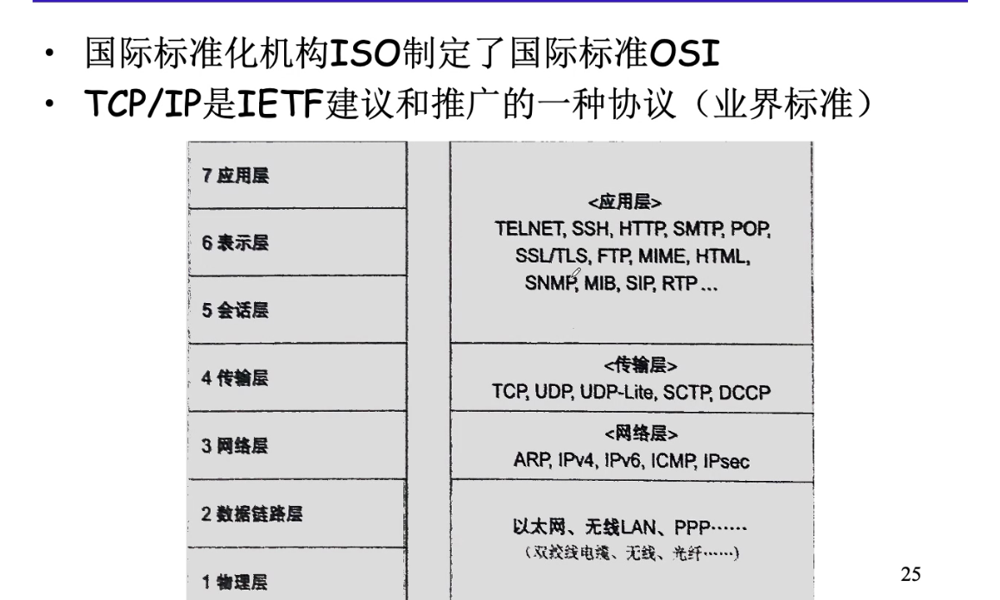 • 国际标准化机构ISO制定了国际标准OSI
• TCP/IP是IETF建议和推广的一种协议（业界标准）
7 应用层
6 表示层
5 会话层
4 传输层
3 网络层
2 数据链路层
1 物理层
<应用层>
TELNET, SSH, HTTP, SMTP, POP,
SSL/TLS, FTP, MIME, HTML,
SNMP, MIB, SIP, RTP ...
<传输层>
TCP, UDP, UDP-Lite, SCTP, DCCP
<网络层>
ARP, IPv4, IPv6, ICMP, IPsec
以太网、无线LAN、PPP……
（双绞线电缆、无线、光纤……）
25